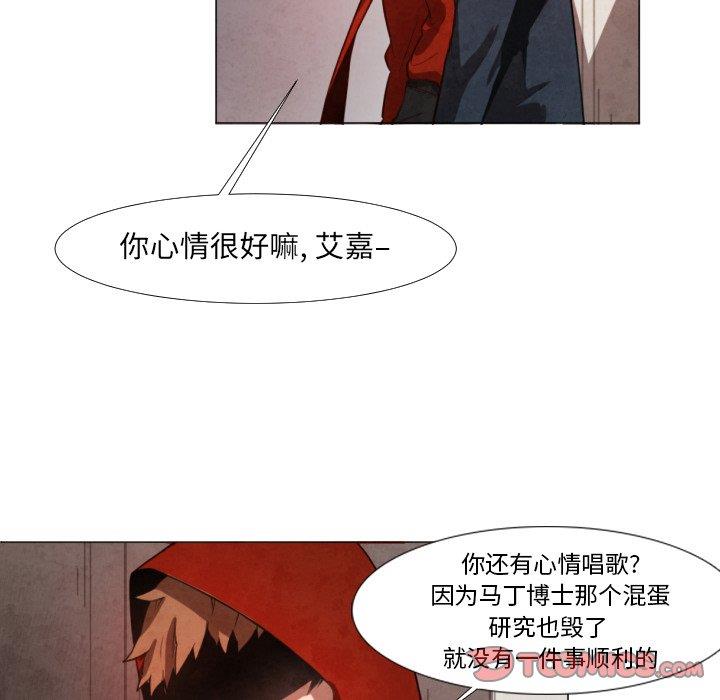 你心情很好嘛,艾嘉–
你还有心情唱歌?
因为马丁博士那个混蛋
研究也毁了
就没有一件事顺利的
TCOMICS.COM